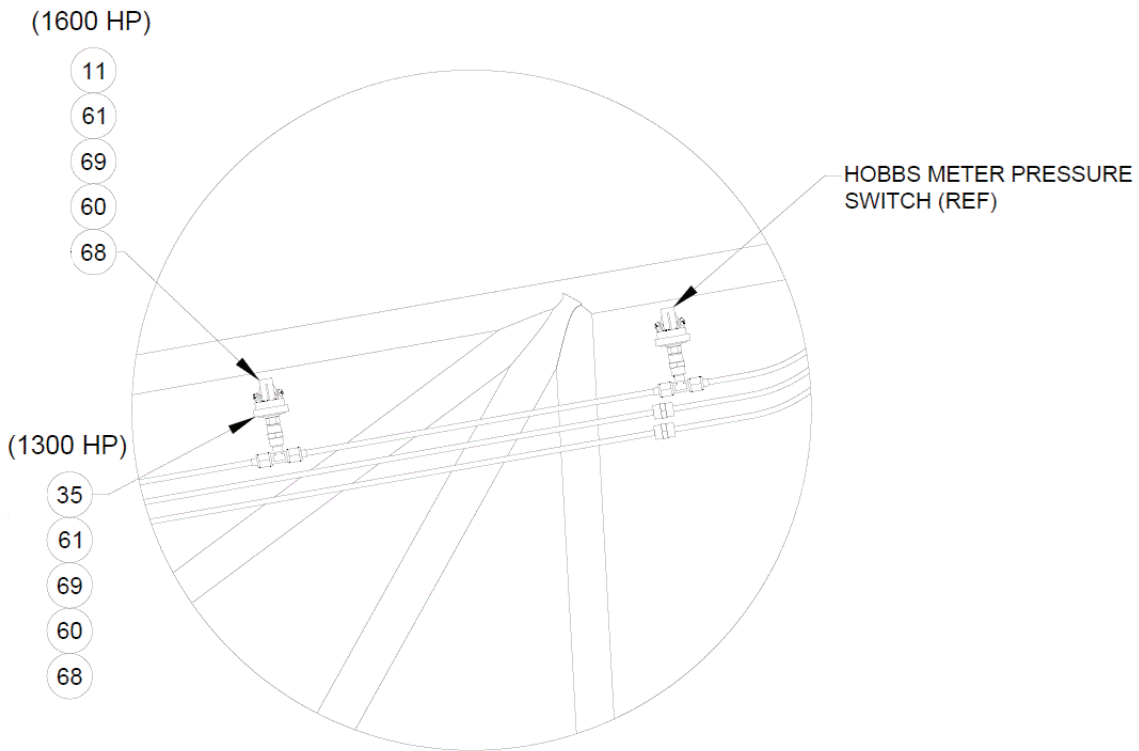 (1600 HP)
11
61
69
60
68
HOBBS METER PRESSURE
SWITCH (REF)
(1300 HP)
35
61
69
60
68